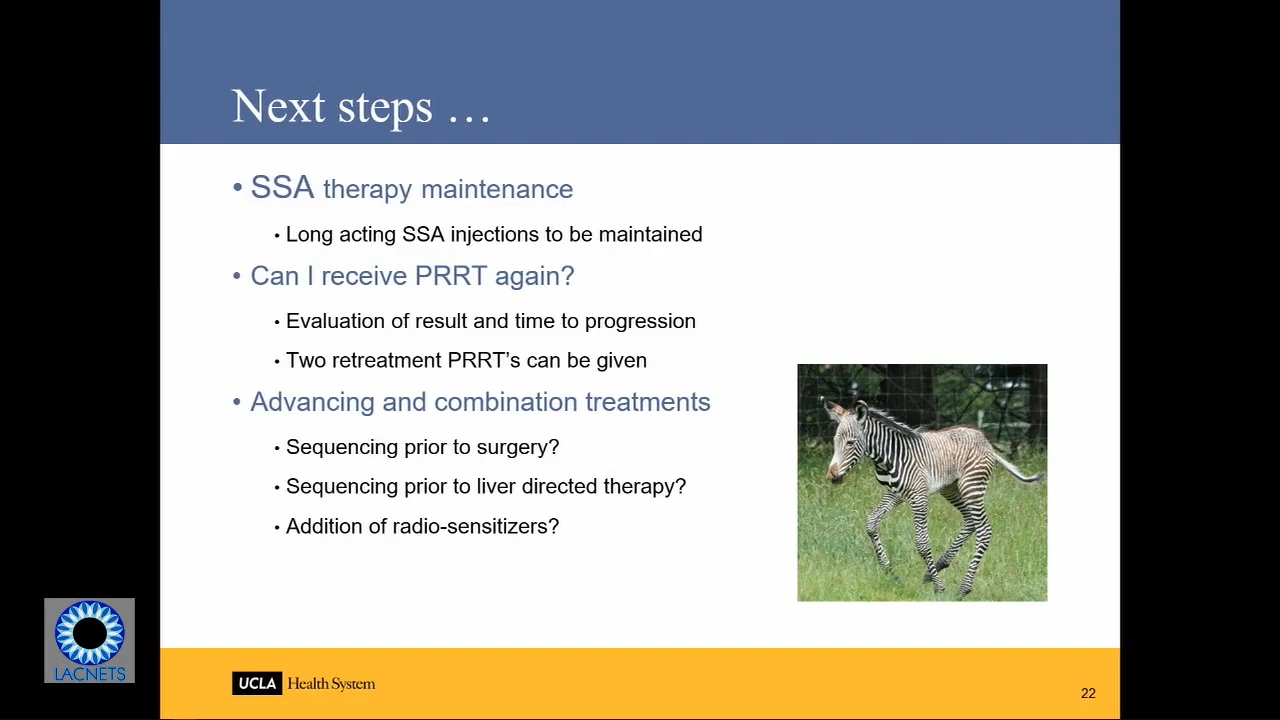 Next steps …
• SSA therapy maintenance
• Long acting SSA injections to be maintained
• Can I receive PRRT again?
• Evaluation of result and time to progression
• Two retreatment PRRT’s can be given
• Advancing and combination treatments
• Sequencing prior to surgery?
• Sequencing prior to liver directed therapy?
• Addition of radio-sensitizers?
LACNETS
UCLA Health System
22